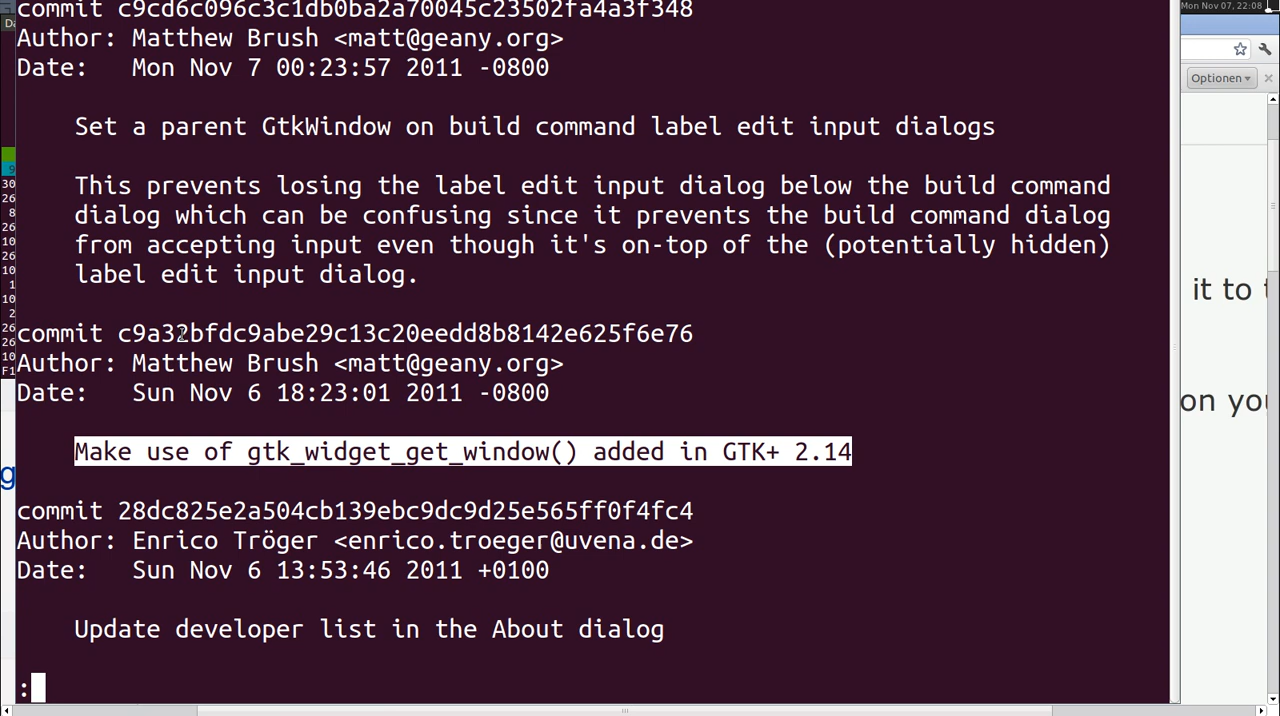 Mon Nov 07, 22:08
commit c9cd6c096c3c1db0ba2a70045c23502fa4a3f348
Author: Matthew Brush <matt@geany.org>
Date:   Mon Nov 7 00:23:57 2011 -0800
Optionen
Set a parent GtkWindow on build command label edit input dialogs
This prevents losing the label edit input dialog below the build command
dialog which can be confusing since it prevents the build command dialog
from accepting input even though it's on-top of the (potentially hidden)
label edit input dialog.
it to
commit c9a32bfdc9abe29c13c20eedd8b8142e625f6e76
Author: Matthew Brush <matt@geany.org>
Date:   Sun Nov 6 18:23:01 2011 -0800
on you
Make use of gtk_widget_get_window() added in GTK+ 2.14
commit 28dc825e2a504cb139ebc9dc9d25e565ff0f4fc4
Author: Enrico Tröger <enrico.troeger@uvena.de>
Date:   Sun Nov 6 13:53:46 2011 +0100
Update developer list in the About dialog
: